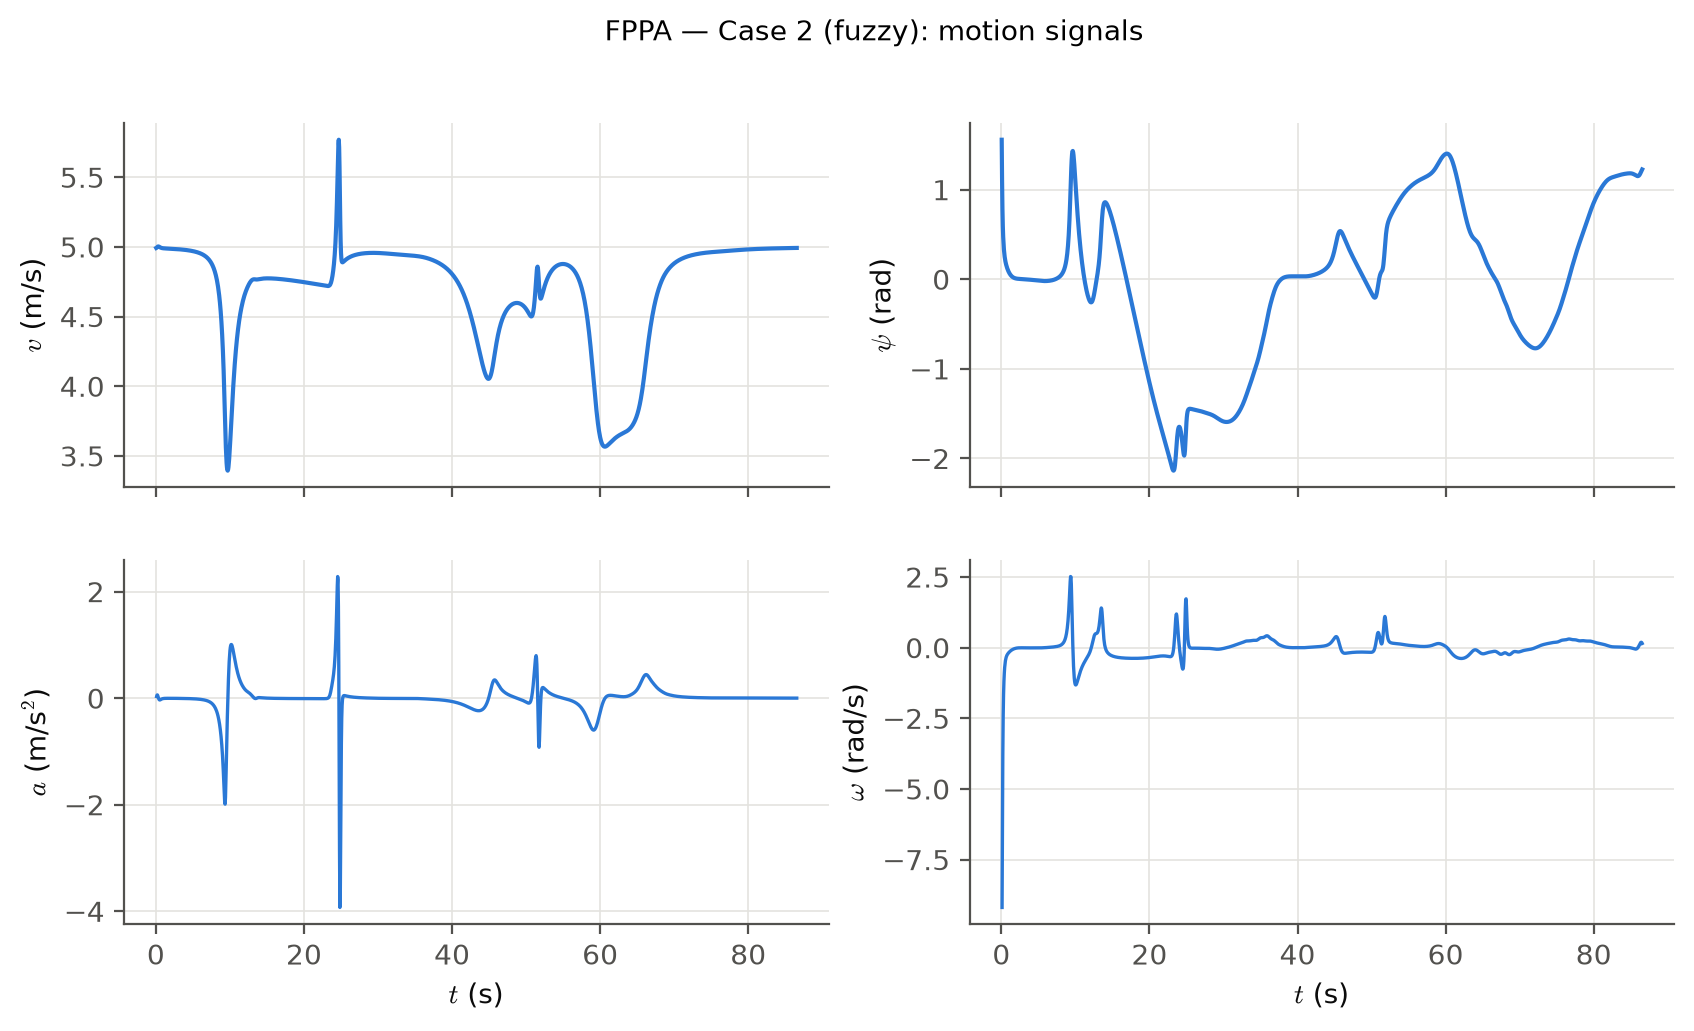 FPPA — Case 2 (fuzzy): motion signals
v (m/s)
5.5
5.0
4.5
4.0
3.5
ψ (rad)
1
0
−1
−2
a (m/s²)
2
0
−2
−4
0 20 40 60 80
t (s)
ω (rad/s)
2.5
0.0
−2.5
−5.0
−7.5
0 20 40 60 80
t (s)